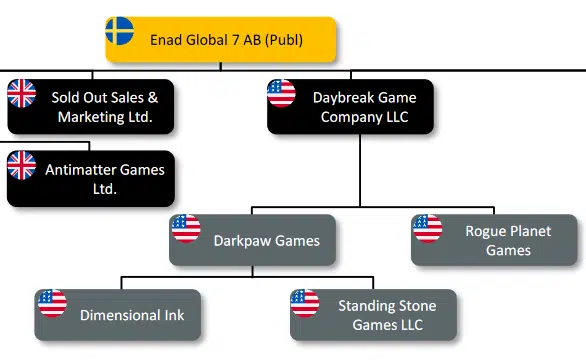 Enad Global 7 AB (Publ)
Sold Out Sales &
Marketing Ltd.
Daybreak Game
Company LLC
Antimatter Games
Ltd.
Darkpaw Games
Rogue Planet
Games
Dimensional Ink
Standing Stone
Games LLC